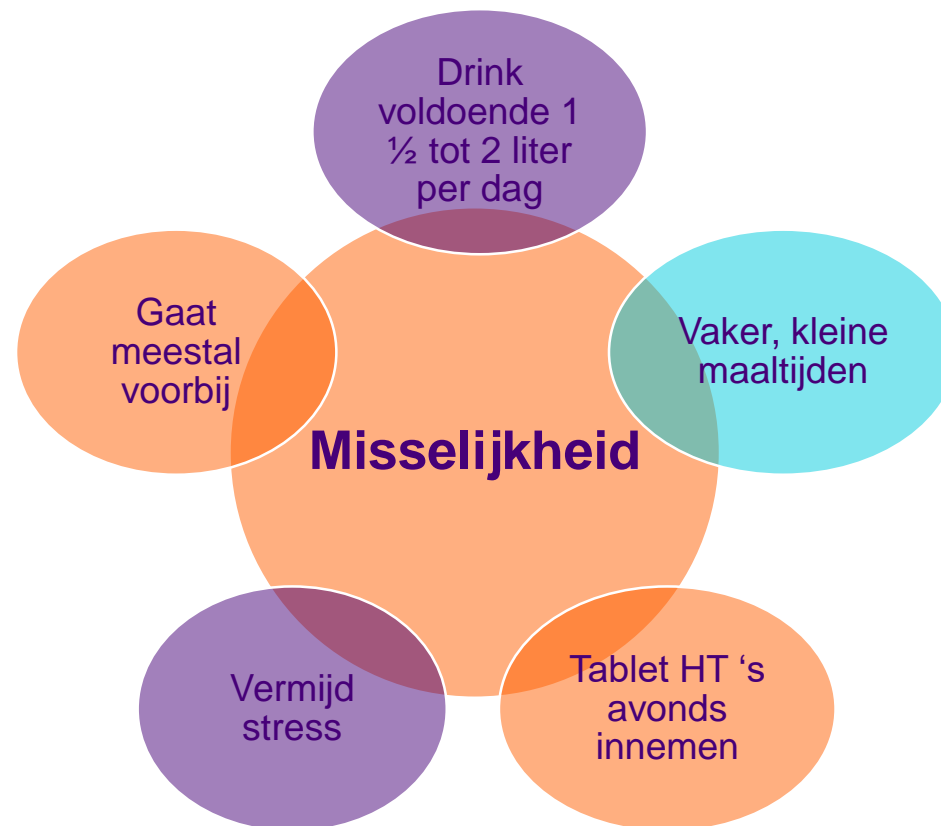 Drink
voldoende 1
½ tot 2 liter
per dag
Gaat
meestal
voorbij
Vaker, kleine
maaltijden
Misselijkheid
Vermijd
stress
Tablet HT ‘s
avonds
innemen